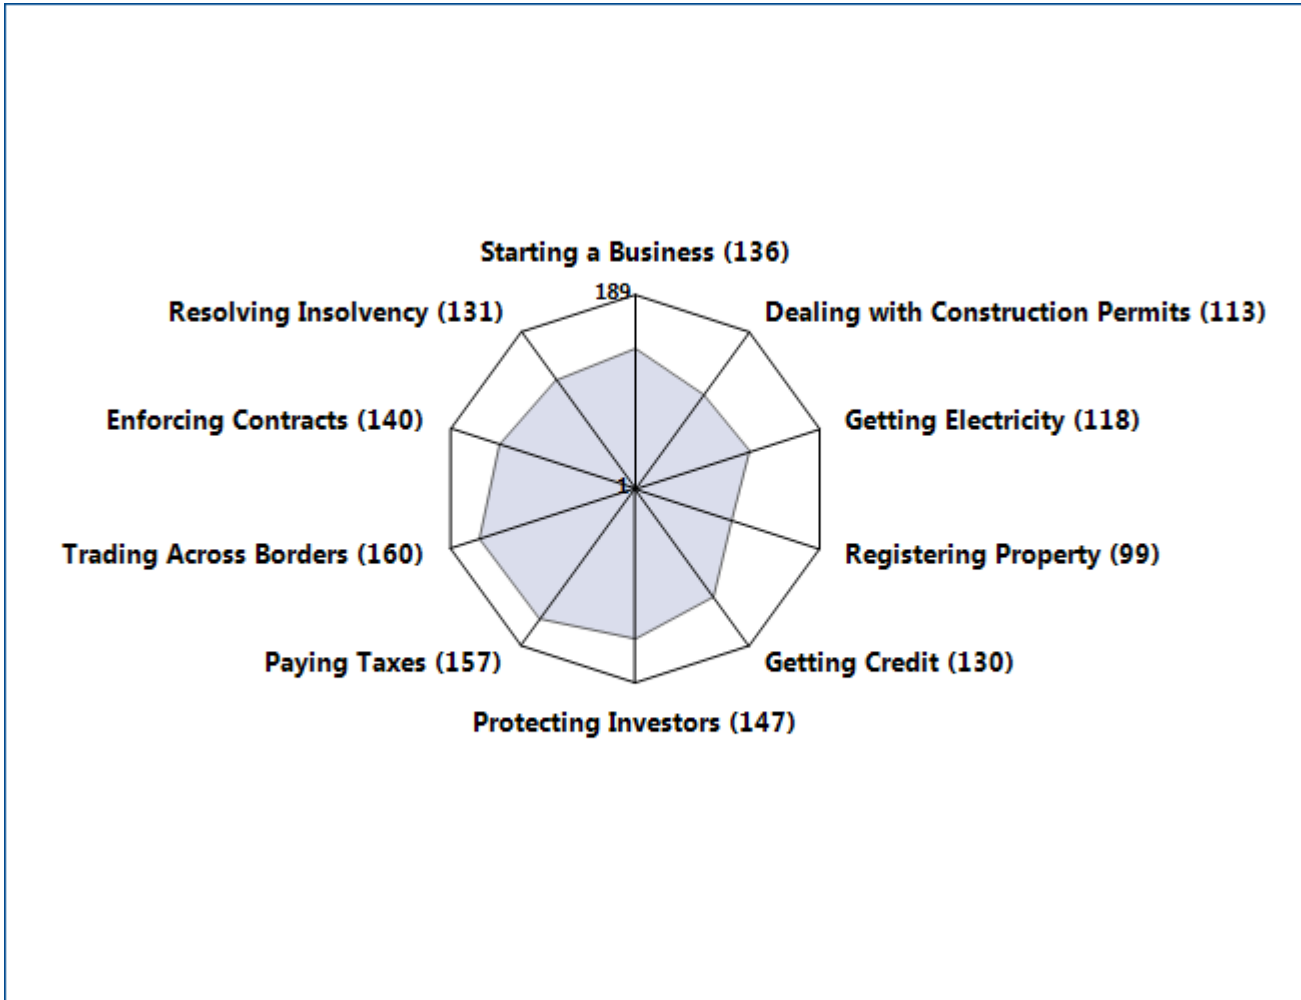 Starting a Business (136)
189
Resolving Insolvency (131)
Dealing with Construction Permits (113)
Enforcing Contracts (140)
Getting Electricity (118)
1
Trading Across Borders (160)
Registering Property (99)
Paying Taxes (157)
Getting Credit (130)
Protecting Investors (147)